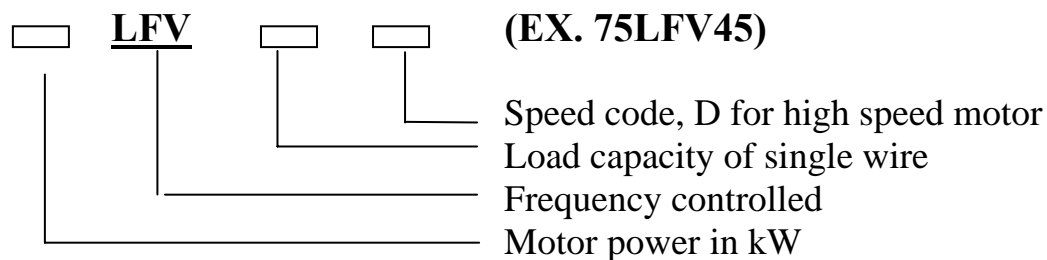 LFV (EX. 75LFV45)
Speed code, D for high speed motor
Load capacity of single wire
Frequency controlled
Motor power in kW